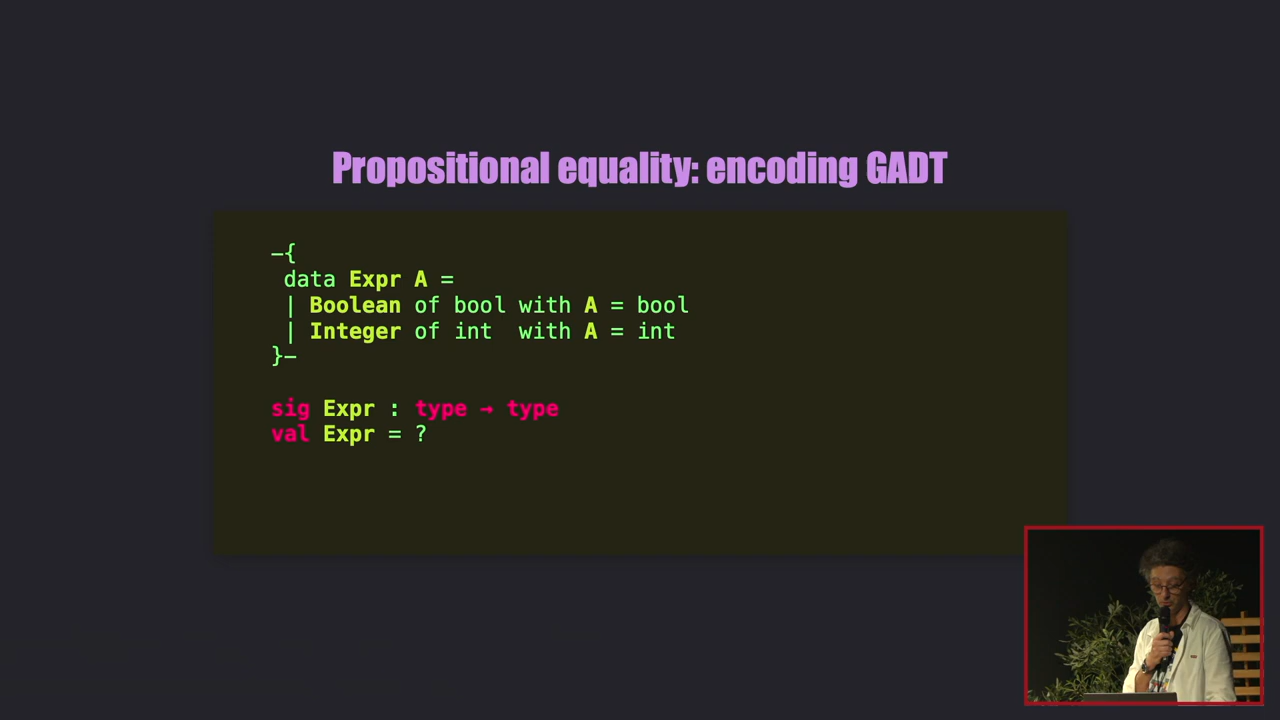 Propositional equality: encoding GADT
-{
data Expr A =
| Boolean of bool with A = bool
| Integer of int with A = int
}-
sig Expr : type → type
val Expr = ?